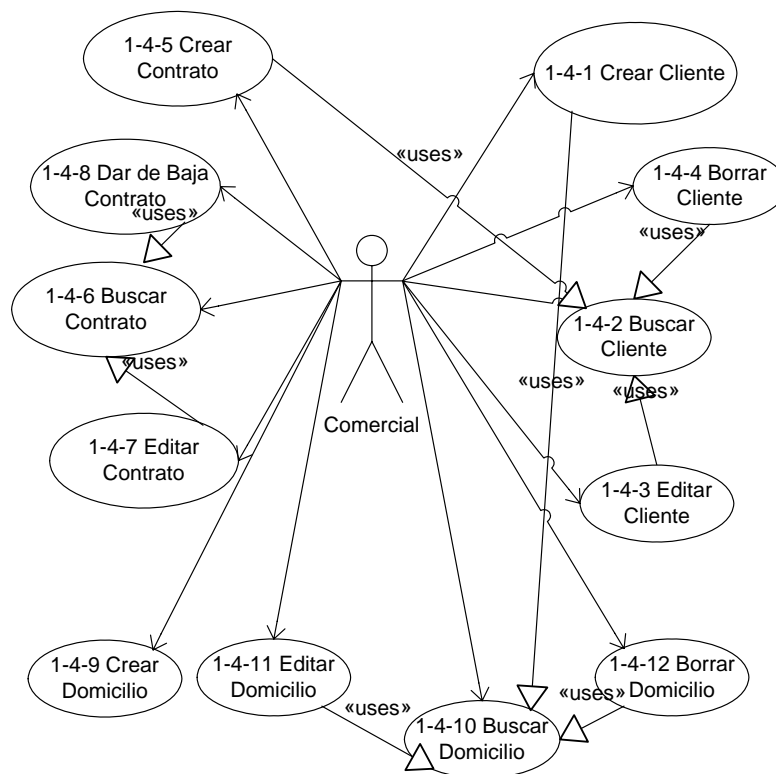 1-4-5 Crear
Contrato
1-4-1 Crear Cliente
«uses»
1-4-8 Dar de Baja
Contrato
«uses»
1-4-4 Borrar
Cliente
«uses»
1-4-6 Buscar
Contrato
«uses»
1-4-2 Buscar
Cliente
«uses»
«uses»
Comercial
1-4-7 Editar
Contrato
1-4-3 Editar
Cliente
1-4-9 Crear
Domicilio
1-4-11 Editar
Domicilio
1-4-12 Borrar
Domicilio
«uses»
«uses»
1-4-10 Buscar
Domicilio